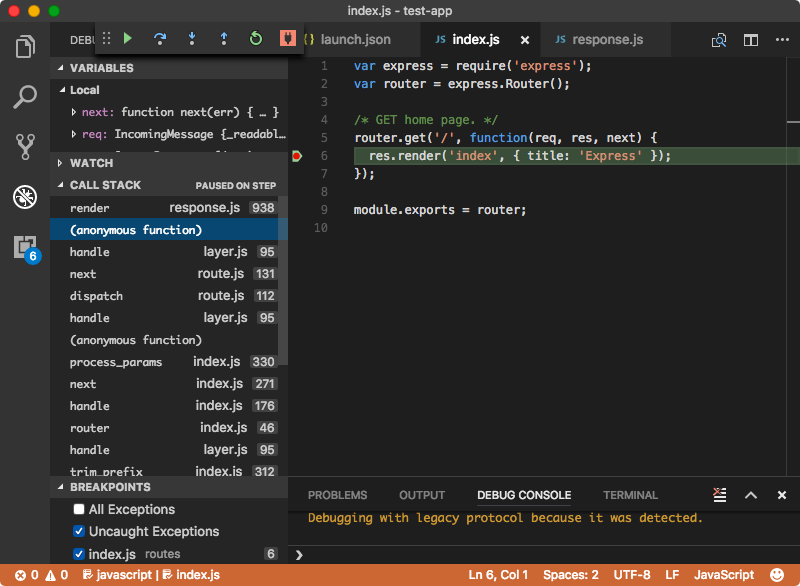 index.js - test-app
DEBU
launch.json
JS index.js
JS response.js
VARIABLES
Local
next: function next(err) { … }
req: IncomingMessage {_readabl…
WATCH
CALL STACK PAUSED ON STEP
render response.js 938
(anonymous function)
handle layer.js 95
next route.js 131
dispatch route.js 112
handle layer.js 95
(anonymous function)
process_params index.js 330
next index.js 271
handle index.js 176
router index.js 46
handle layer.js 95
trim_prefix index.js 312
BREAKPOINTS
All Exceptions
Uncaught Exceptions
index.js routes 6
6
1 var express = require('express');
2 var router = express.Router();
3
4 /* GET home page. */
5 router.get('/', function(req, res, next) {
6 res.render('index', { title: 'Express' });
7 });
8
9 module.exports = router;
10
PROBLEMS OUTPUT DEBUG CONSOLE TERMINAL
Debugging with legacy protocol because it was detected.
0 0 javascript | index.js Ln 6, Col 1 Spaces: 2 UTF-8 LF JavaScript